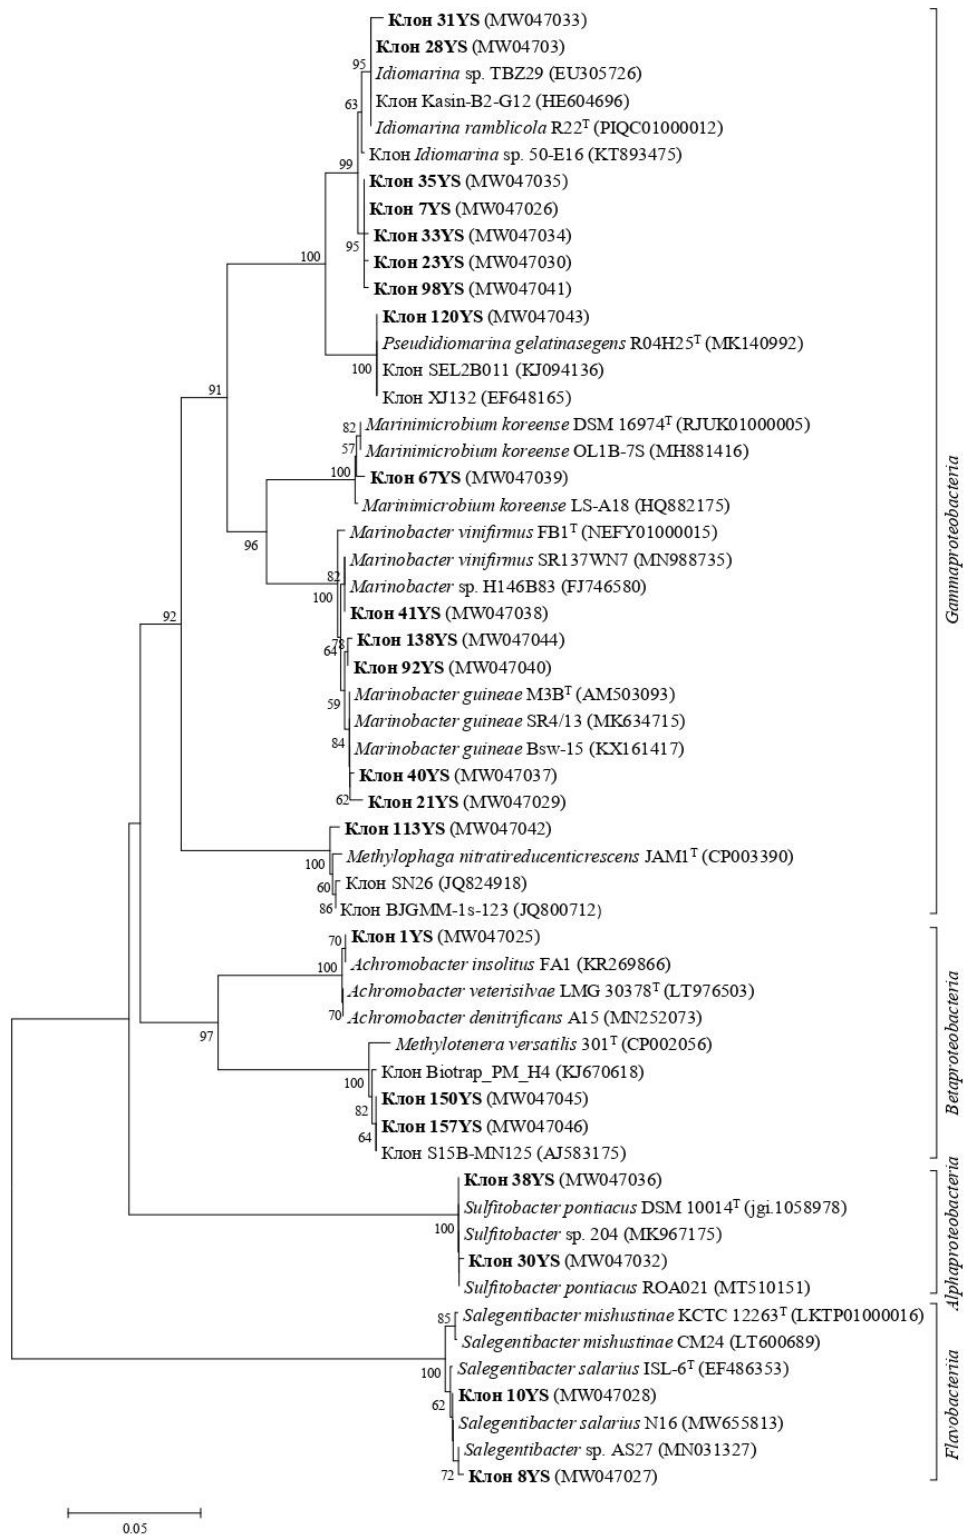 Клон 31YS (MW047033)
Клон 28YS (MW04703)
95
Idiomarina sp. TBZ29 (EU305726)
63
Клон Kasin-B2-G12 (HE604696)
Idiomarina ramblicola R22ᵀ (PIQC01000012)
Клон Idiomarina sp. 50-E16 (KT893475)
99
Клон 35YS (MW047035)
Клон 7YS (MW047026)
Клон 33YS (MW047034)
95
100
Клон 23YS (MW047030)
Клон 98YS (MW047041)
Клон 120YS (MW047043)
Pseudidiomarina gelatinasegens R04H25ᵀ (MK140992)
100
Клон SEL2B011 (KJ094136)
91
Клон XJ132 (EF648165)
82
Marinimicrobium koreense DSM 16974ᵀ (RJUK01000005)
57
Marinimicrobium koreense OL1B-7S (MH881416)
100
Клон 67YS (MW047039)
Marinimicrobium koreense LS-A18 (HQ882175)
96
Marinobacter vinifirmus FB1ᵀ (NEFY01000015)
Marinobacter vinifirmus SR137WN7 (MN988735)
82
Marinobacter sp. H146B83 (FJ746580)
100
92
Клон 41YS (MW047038)
78
Клон 138YS (MW047044)
64
Клон 92YS (MW047040)
Marinobacter guineae M3Bᵀ (AM503093)
59
Marinobacter guineae SR4/13 (MK634715)
84
Marinobacter guineae Bsw-15 (KX161417)
Клон 40YS (MW047037)
62
Клон 21YS (MW047029)
Клон 113YS (MW047042)
100
Methylophaga nitratireducenticrescens JAM1ᵀ (CP003390)
60
Клон SN26 (JQ824918)
86
Клон BJGMM-1s-123 (JQ800712)
Gammaproteobacteria
70
Клон 1YS (MW047025)
100
Achromobacter insolitus FA1 (KR269866)
Achromobacter veterisilvae LMG 30378ᵀ (LT976503)
70
Achromobacter denitrificans A15 (MN252073)
97
Methylotenera versatilis 301ᵀ (CP002056)
100
Клон Biotrap_PM_H4 (KJ670618)
82
Клон 150YS (MW047045)
64
Клон 157YS (MW047046)
Клон S15B-MN125 (AJ583175)
Betaproteobacteria
Клон 38YS (MW047036)
Sulfitobacter pontiacus DSM 10014ᵀ (jgi.1058978)
100
Sulfitobacter sp. 204 (MK967175)
Клон 30YS (MW047032)
Sulfitobacter pontiacus ROA021 (MT510151)
Alphaproteobacteria
85
Salegentibacter mishustinae KCTC 12263ᵀ (LKTP01000016)
Salegentibacter mishustinae CM24 (LT600689)
100
Salegentibacter salarius ISL-6ᵀ (EF486353)
62
Клон 10YS (MW047028)
Salegentibacter salarius N16 (MW655813)
Salegentibacter sp. AS27 (MN031327)
72
Клон 8YS (MW047027)
Flavobacteriia
0.05